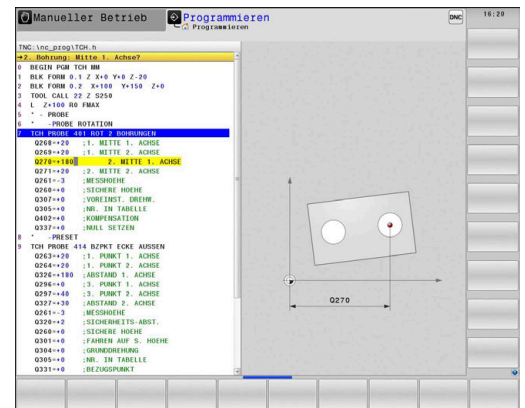 Manueller Betrieb
Programmieren
Programmieren
DNC
16:20
TNC:\nc_prog\TCH.h
→2. Bohrung: Mitte 1. Achse?
0 BEGIN PGM TCH MM
1 BLK FORM 0.1 Z X+0 Y+0 Z-20
2 BLK FORM 0.2 X+100 Y+150 Z+0
3 TOOL CALL 22 Z S250
4 L Z+100 R0 FMAX
5 * - PROBE
6 * -PROBE ROTATION
7 TCH PROBE 401 ROT 2 BOHRUNGEN
Q268=+20 ;1. MITTE 1. ACHSE
Q269=+20 ;1. MITTE 2. ACHSE
Q270=+180 2. MITTE 1. ACHSE
Q271=+20 ;2. MITTE 2. ACHSE
Q261=-3 ;MESSHOEHE
Q260=+0 ;SICHERE HOEHE
Q307=+0 ;VOREINST. DREHW.
Q305=+0 ;NR. IN TABELLE
Q402=+0 ;KOMPENSATION
Q337=+0 ;NULL SETZEN
8 * -PRESET
9 TCH PROBE 414 BZPKT ECKE AUSSEN
Q263=+20 ;1. PUNKT 1. ACHSE
Q264=+20 ;1. PUNKT 2. ACHSE
Q326=+180 ;ABSTAND 1. ACHSE
Q296=+0 ;3. PUNKT 1. ACHSE
Q297=+40 ;3. PUNKT 2. ACHSE
Q327=+30 ;ABSTAND 2. ACHSE
Q261=-3 ;MESSHOEHE
Q320=+2 ;SICHERHEITS-ABST.
Q260=+0 ;SICHERE HOEHE
Q301=+0 ;FAHREN AUF S. HOEHE
Q304=+0 ;GRUNDDREHUNG
Q305=+0 ;NR. IN TABELLE
Q331=+0 ;BEZUGSPUNKT
Q270